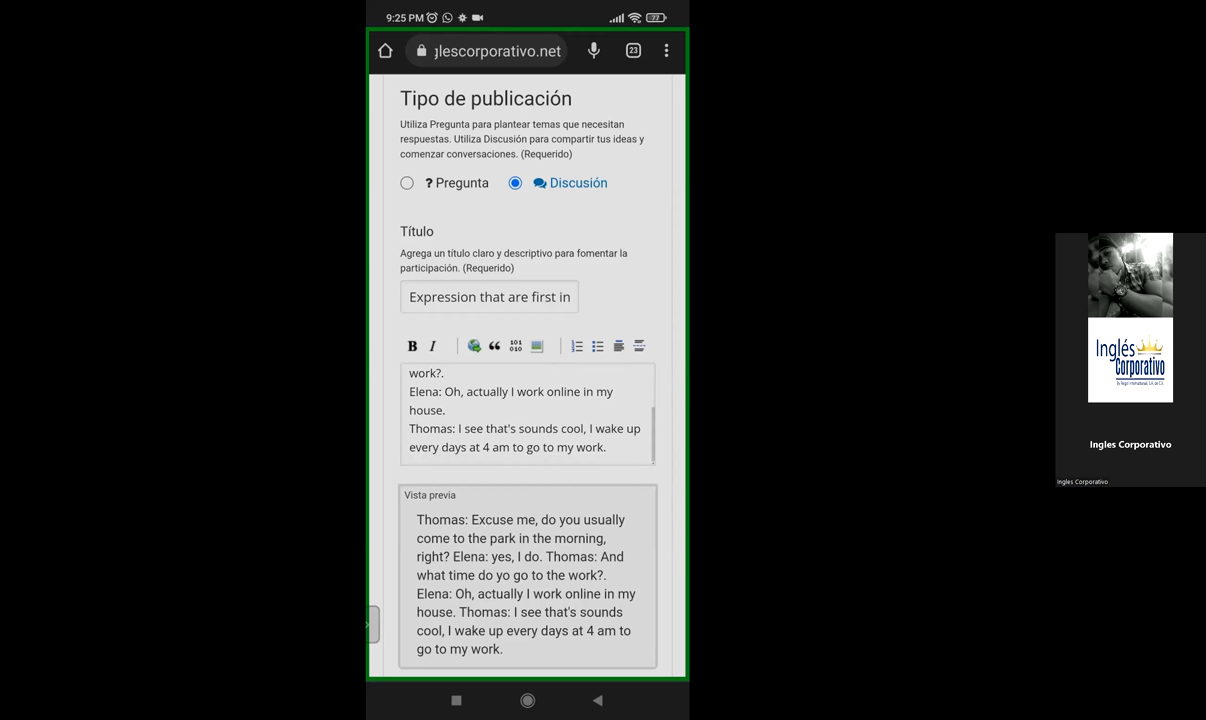 9:25 PM
77
glescorporativo.net
23
Tipo de publicación
Utiliza Pregunta para plantear temas que necesitan
respuestas. Utiliza Discusión para compartir tus ideas y
comenzar conversaciones. (Requerido)
? Pregunta
Discusión
Título
Agrega un título claro y descriptivo para fomentar la
participación. (Requerido)
Expression that are first in
B I
101
010
work?.
Elena: Oh, actually I work online in my
house.
Thomas: I see that's sounds cool, I wake up
every days at 4 am to go to my work.
Vista previa
Thomas: Excuse me, do you usually
come to the park in the morning,
right? Elena: yes, I do. Thomas: And
what time do yo go to the work?.
Elena: Oh, actually I work online in my
house. Thomas: I see that's sounds
cool, I wake up every days at 4 am to
go to my work.
Inglés
Corporativo
Ingles Corporativo
Ingles Corporativo